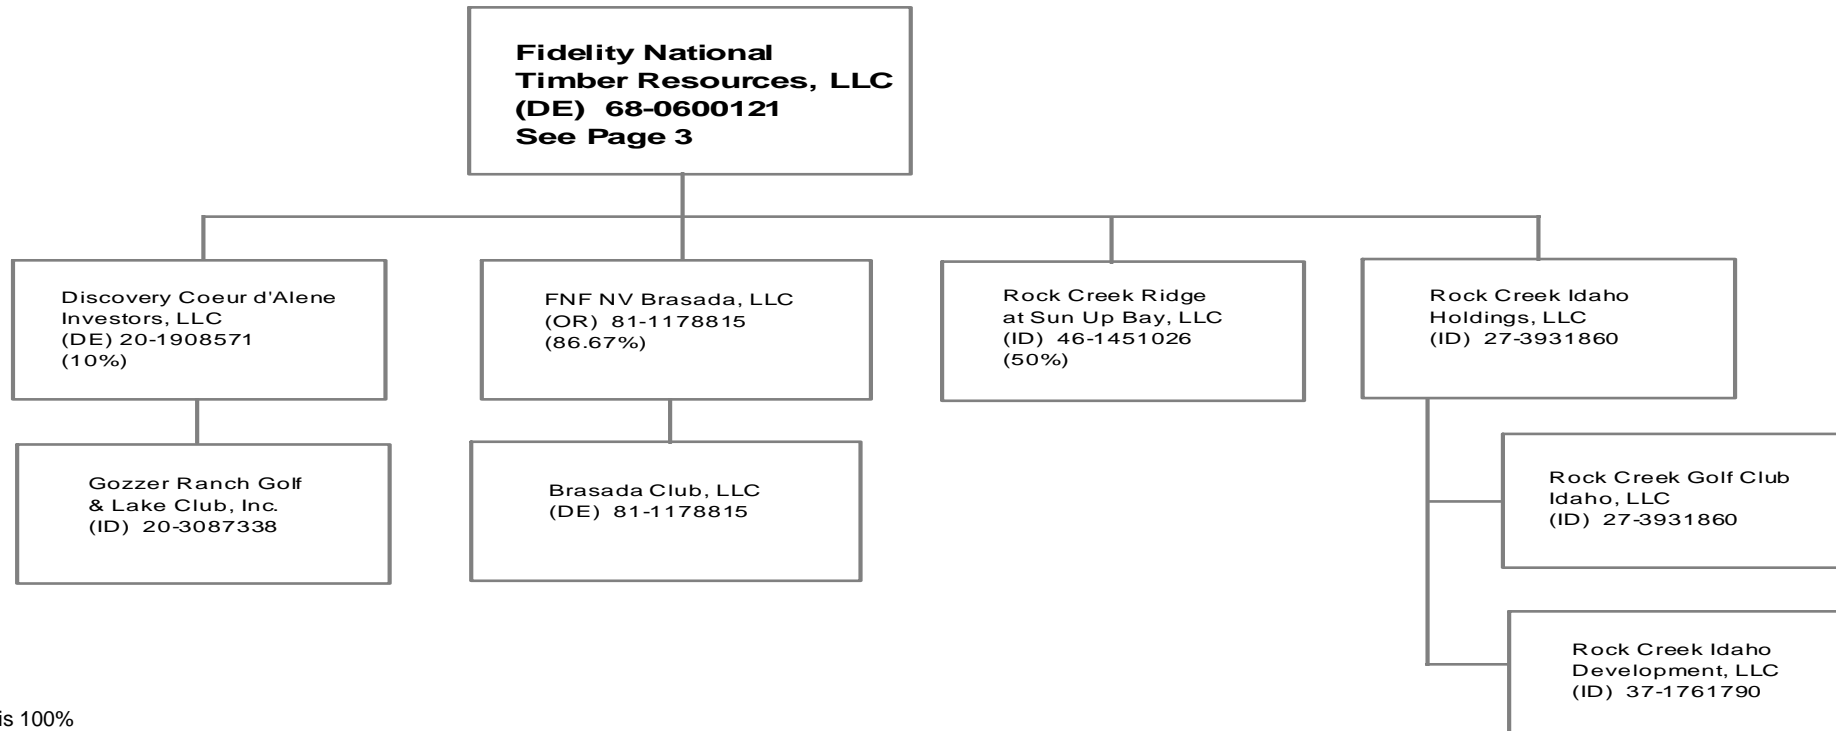 Fidelity National
Timber Resources, LLC
(DE) 68-0600121
See Page 3
Discovery Coeur d'Alene
Investors, LLC
(DE) 20-1908571
(10%)
FNF NV Brasada, LLC
(OR) 81-1178815
(86.67%)
Rock Creek Ridge
at Sun Up Bay, LLC
(ID) 46-1451026
(50%)
Rock Creek Idaho
Holdings, LLC
(ID) 27-3931860
Gozzer Ranch Golf
& Lake Club, Inc.
(ID) 20-3087338
Brasada Club, LLC
(DE) 81-1178815
Rock Creek Golf Club
Idaho, LLC
(ID) 27-3931860
Rock Creek Idaho
Development, LLC
(ID) 37-1761790
is 100%